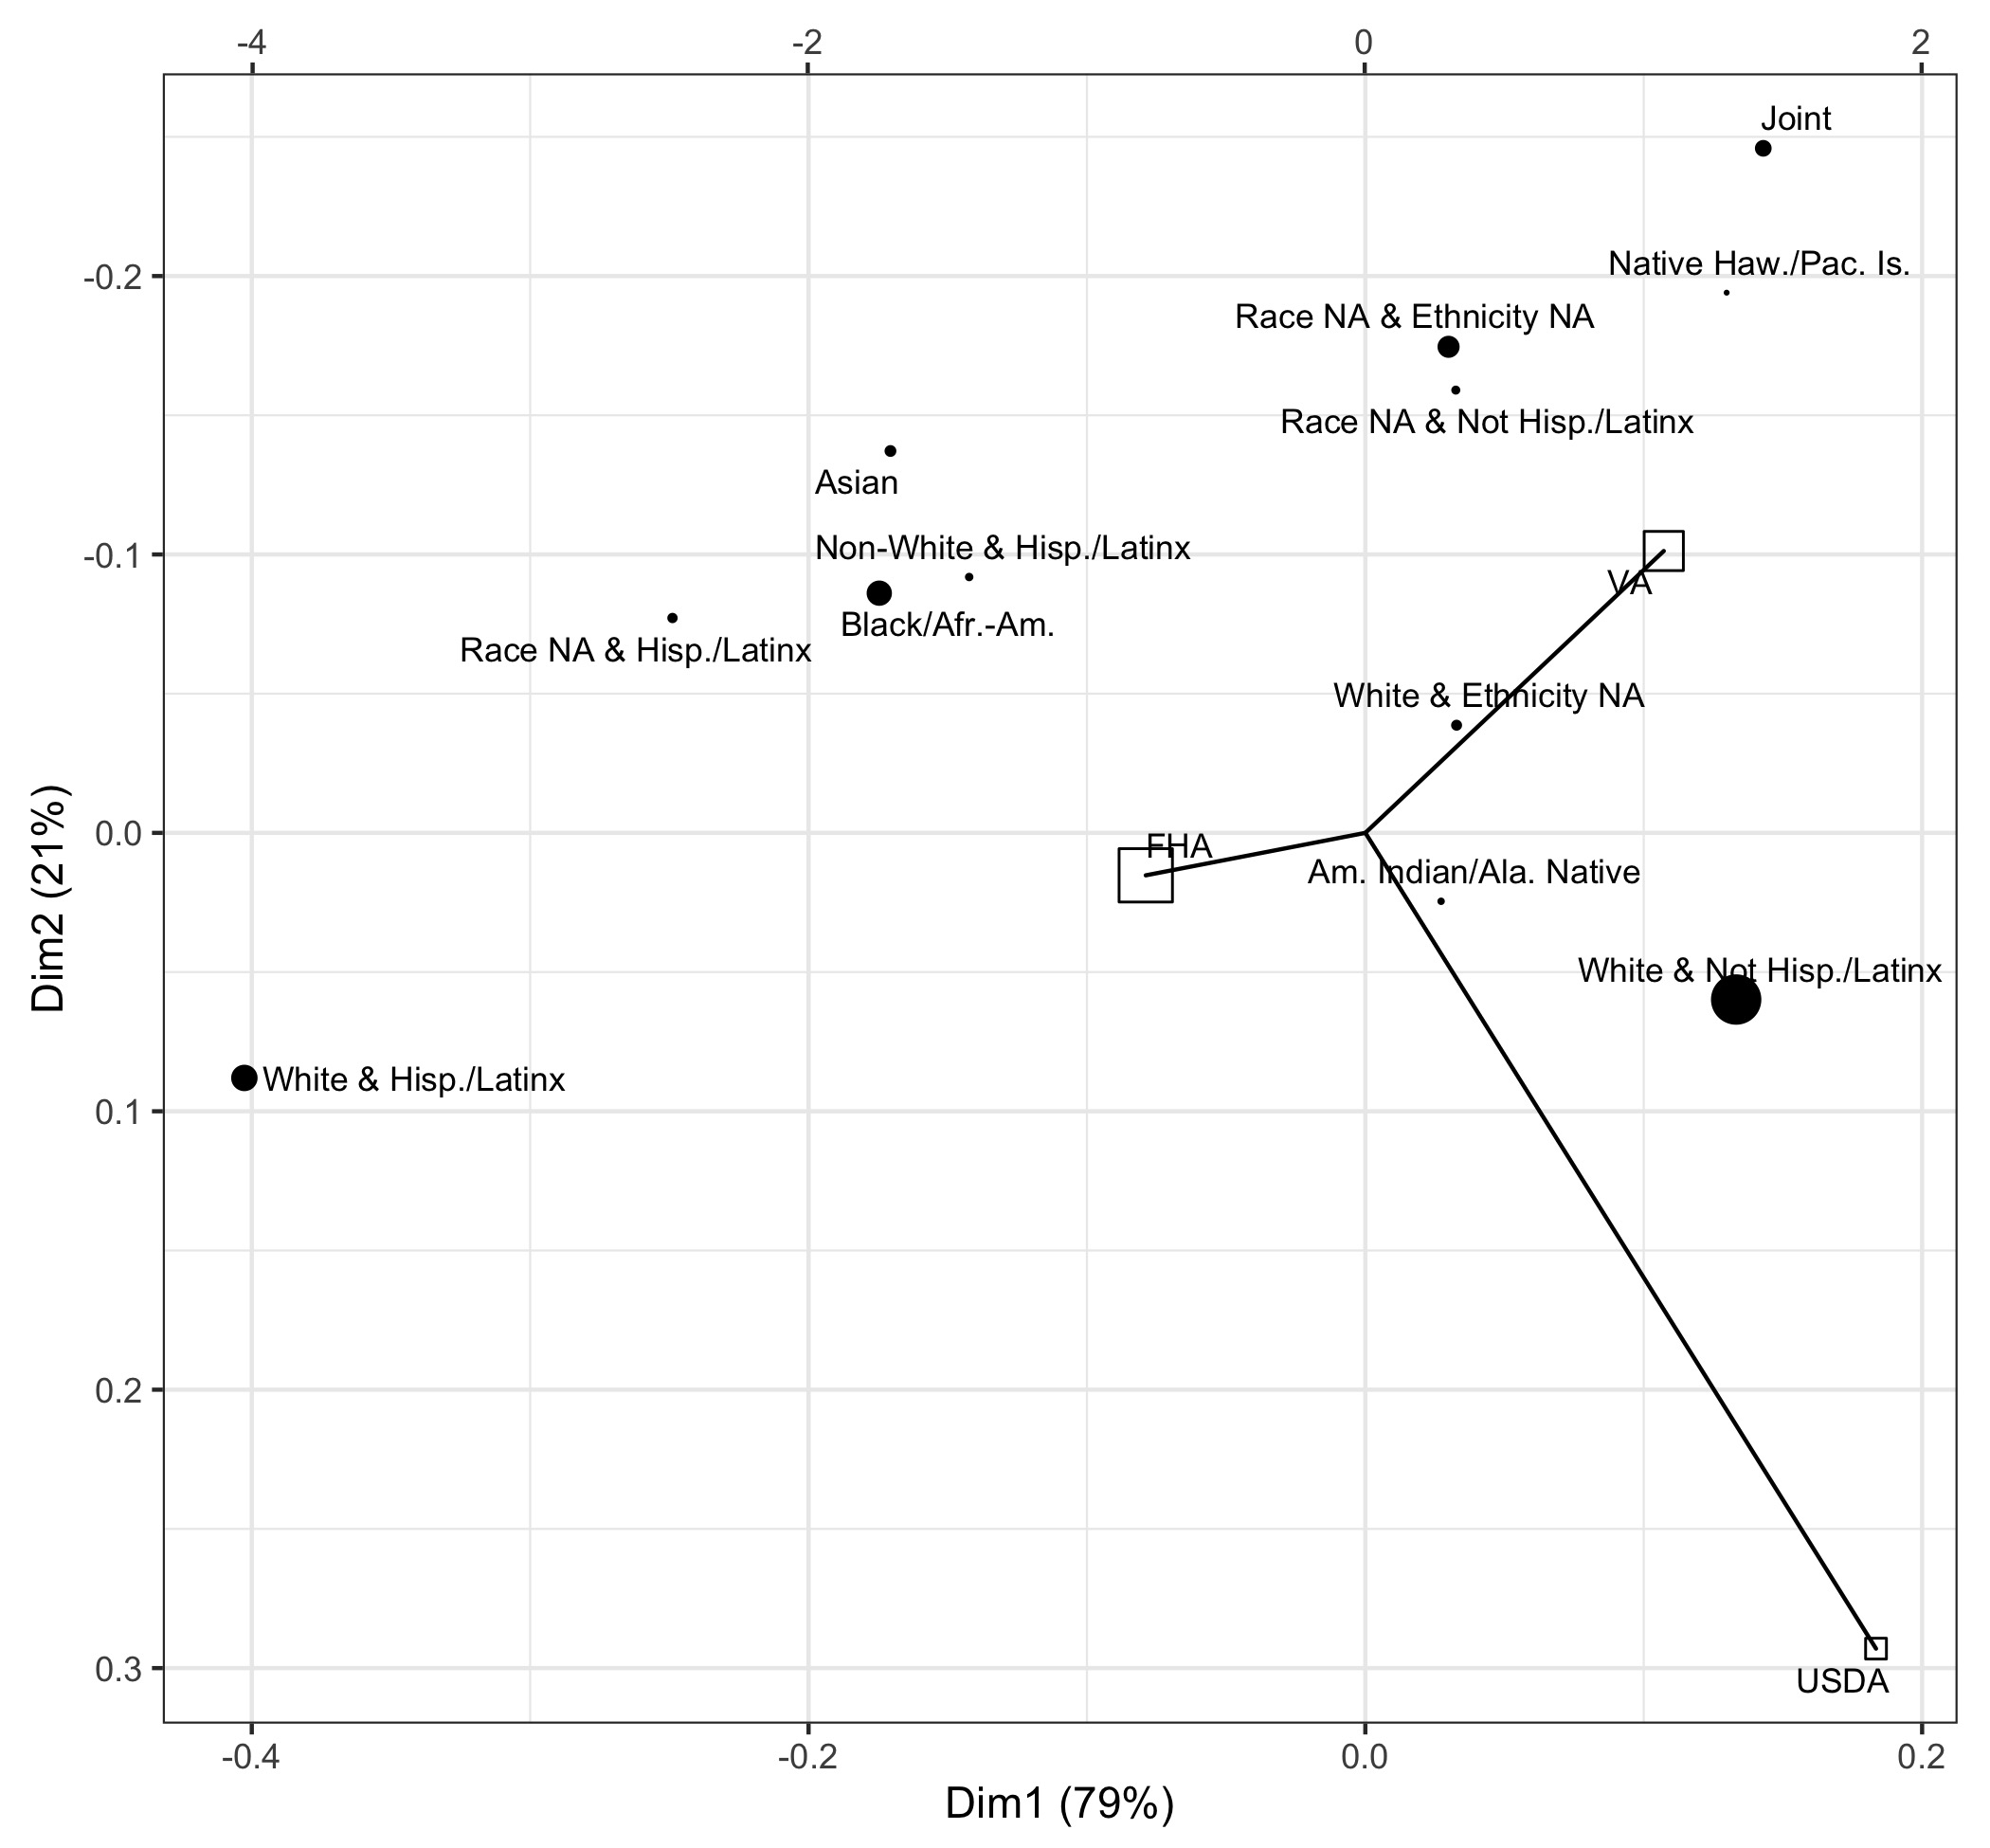 -4 -2 0 2
Joint
Native Haw./Pac. Is.
-0.2
Race NA & Ethnicity NA
Race NA & Not Hisp./Latinx
Asian
Non-White & Hisp./Latinx
-0.1
VA
Black/Afr.-Am.
Race NA & Hisp./Latinx
White & Ethnicity NA
0.0
FHA
Am. Indian/Ala. Native
Dim2 (21%)
White & Not Hisp./Latinx
White & Hisp./Latinx
0.1
0.2
0.3
USDA
-0.4 -0.2 0.0 0.2
Dim1 (79%)